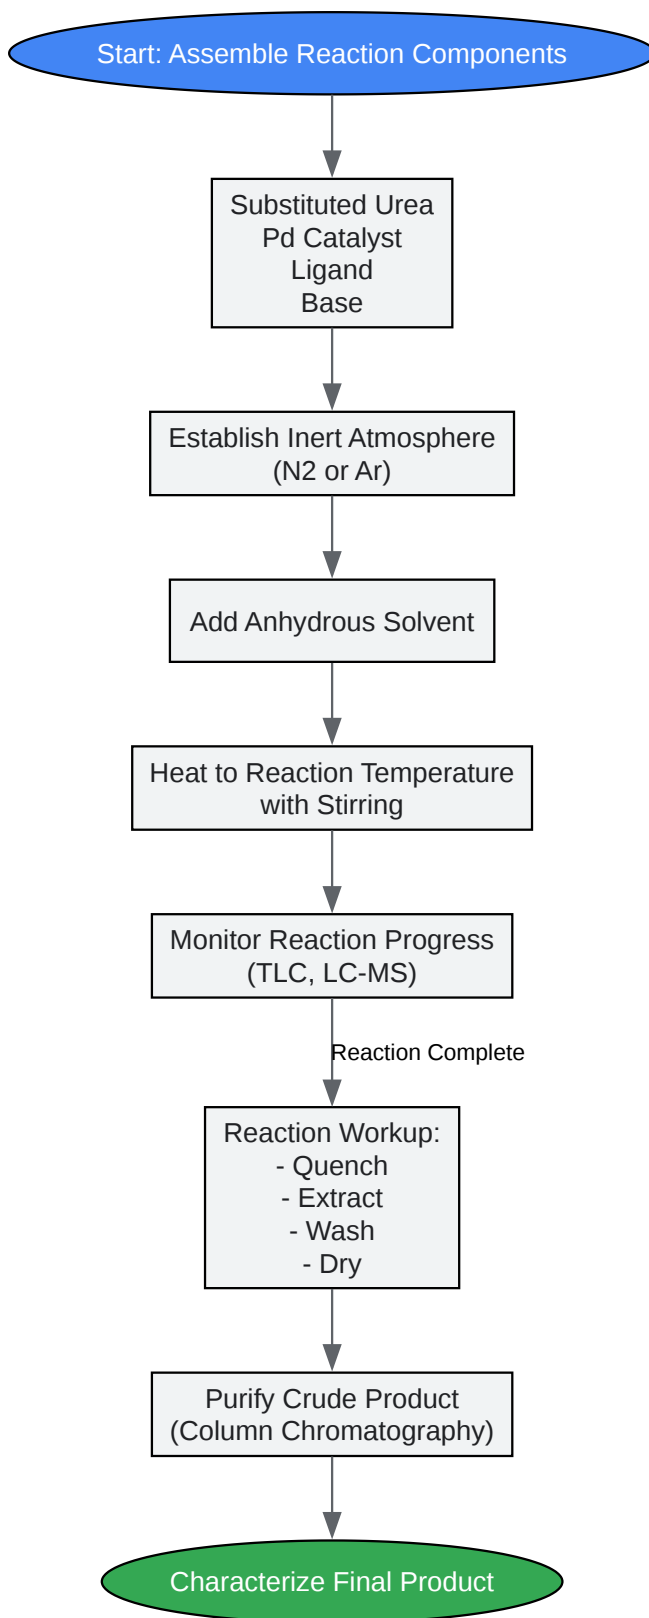 Start: Assemble Reaction Components
Substituted Urea
Pd Catalyst
Ligand
Base
Establish Inert Atmosphere
(N2 or Ar)
Add Anhydrous Solvent
Heat to Reaction Temperature
with Stirring
Monitor Reaction Progress
(TLC, LC-MS)
Reaction Complete
Reaction Workup:
- Quench
- Extract
- Wash
- Dry
Purify Crude Product
(Column Chromatography)
Characterize Final Product